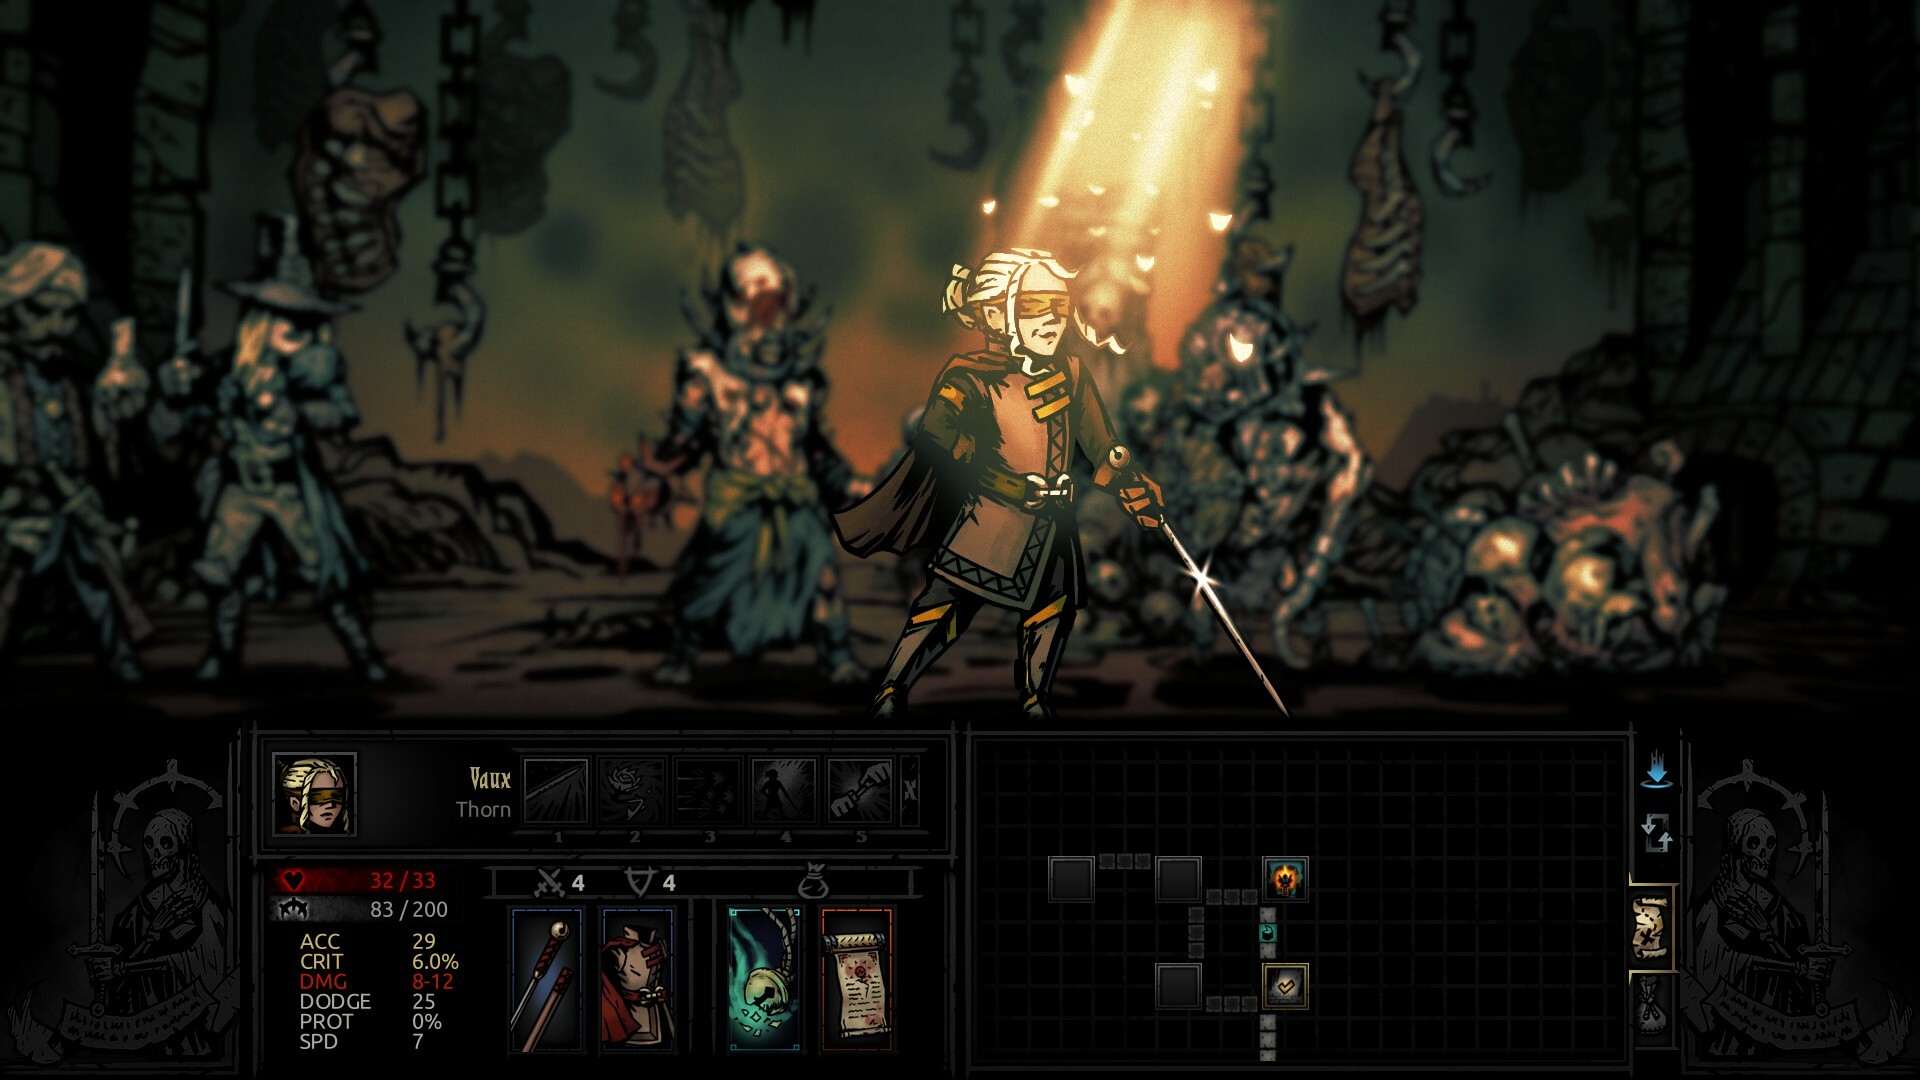 Vaux
Thorn
1 2 3 4 5
32 / 33
83 / 200
4 4
ACC 29
CRIT 6.0%
DMG 8-12
DODGE 25
PROT 0%
SPD 7